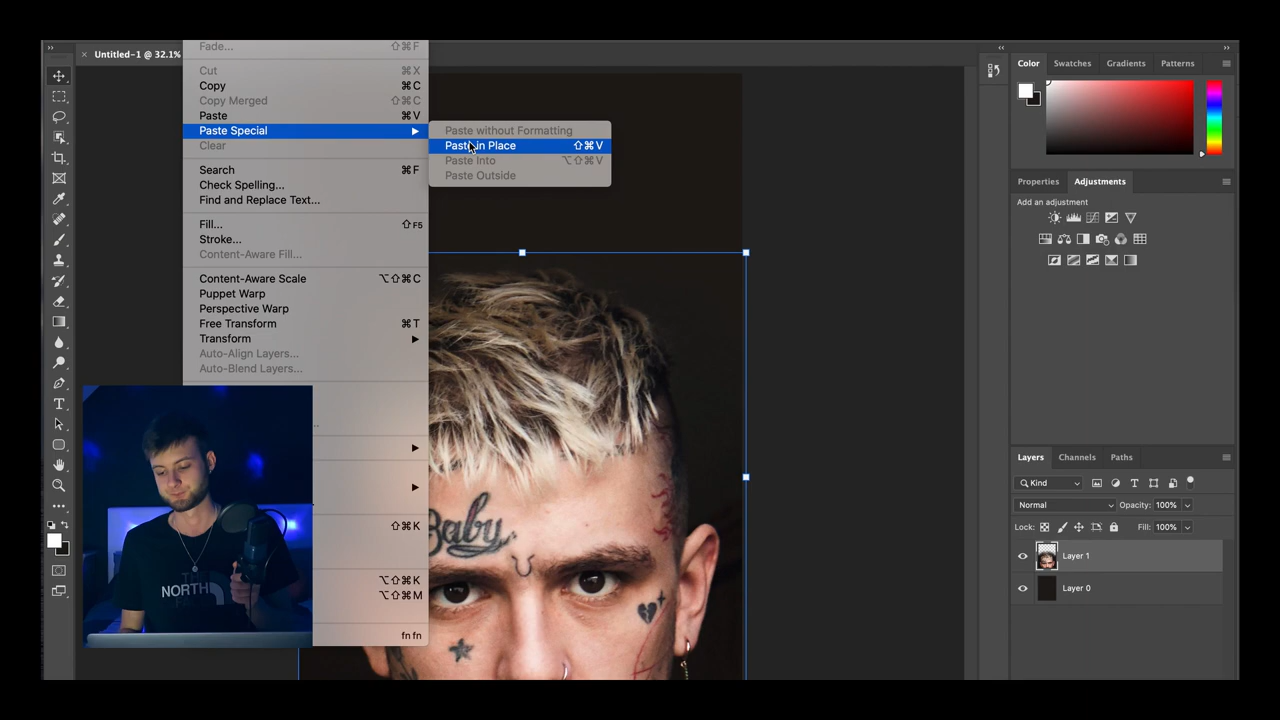 Untitled-1 @ 32.1%
Fade... ⇧⌘F
Cut ⌘X
Copy ⌘C
Copy Merged ⇧⌘C
Paste ⌘V
Paste Special
Clear
Search ⌘F
Check Spelling...
Find and Replace Text...
Fill... ⇧F5
Stroke...
Content-Aware Fill...
Content-Aware Scale ⌥⇧⌘C
Puppet Warp
Perspective Warp
Free Transform ⌘T
Transform
Auto-Align Layers...
Auto-Blend Layers...
⇧⌘K
⌥⇧⌘K
⌥⇧⌘M
fn fn
Paste without Formatting
Paste in Place ⇧⌘V
Paste Into ⌥⇧⌘V
Paste Outside
Baby
THE
NORTH
Color Swatches Gradients Patterns
Properties Adjustments
Add an adjustment
Layers Channels Paths
Kind
Normal Opacity: 100%
Lock: Fill: 100%
Layer 1
Layer 0